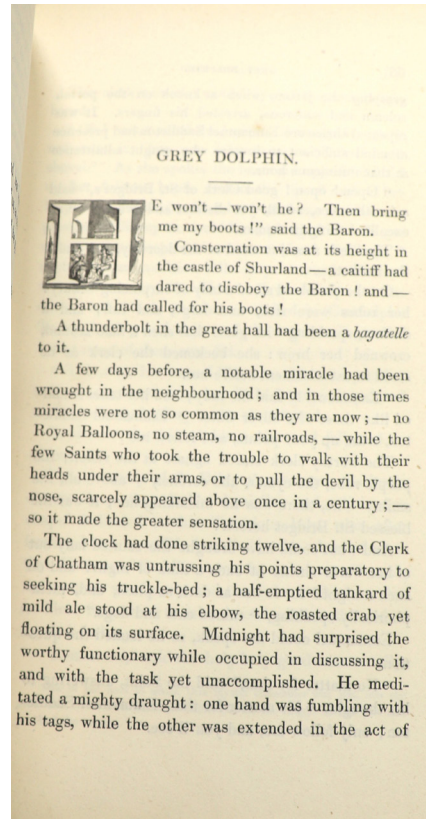 GREY DOLPHIN.
HE won't — won't he? Then bring
me my boots!" said the Baron.
Consternation was at its height in
the castle of Shurland — a caitiff had
dared to disobey the Baron! and —
the Baron had called for his boots!
A thunderbolt in the great hall had been a bagatelle
to it.
A few days before, a notable miracle had been
wrought in the neighbourhood; and in those times
miracles were not so common as they are now; — no
Royal Balloons, no steam, no railroads, — while the
few Saints who took the trouble to walk with their
heads under their arms, or to pull the devil by the
nose, scarcely appeared above once in a century; —
so it made the greater sensation.
The clock had done striking twelve, and the Clerk
of Chatham was untrussing his points preparatory to
seeking his truckle-bed; a half-emptied tankard of
mild ale stood at his elbow, the roasted crab yet
floating on its surface. Midnight had surprised the
worthy functionary while occupied in discussing it,
and with the task yet unaccomplished. He medi-
tated a mighty draught: one hand was fumbling with
his tags, while the other was extended in the act of